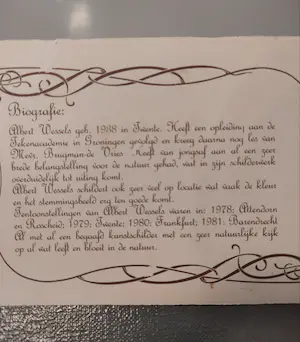 Biografie:
Albert Wessels geb. 1938 in Twente. Heeft een opleiding aan de
Tekenacademie in Groningen gevolgd en kreeg daarna nog les van
Mevr. Bruijman-de Vries. Heeft van jongsaf aan al een zeer
brede belangstelling voor de natuur gehad, wat in zijn schilderwerk
overduidelijk tot uiting komt.
Albert Wessels schildert ook zeer veel op locatie wat vaak de kleur
en het stemmingsbeeld erg ten goede komt.
Tentoonstellingen van Albert Wessels waren in: 1978: Attendorn
en Remscheid; 1979: Twente; 1980: Frankfurt; 1981: Barendrecht
Al met al een begaafd kunstschilder met een zeer natuurlijke kijk
op al wat leeft en bloeit in de natuur.